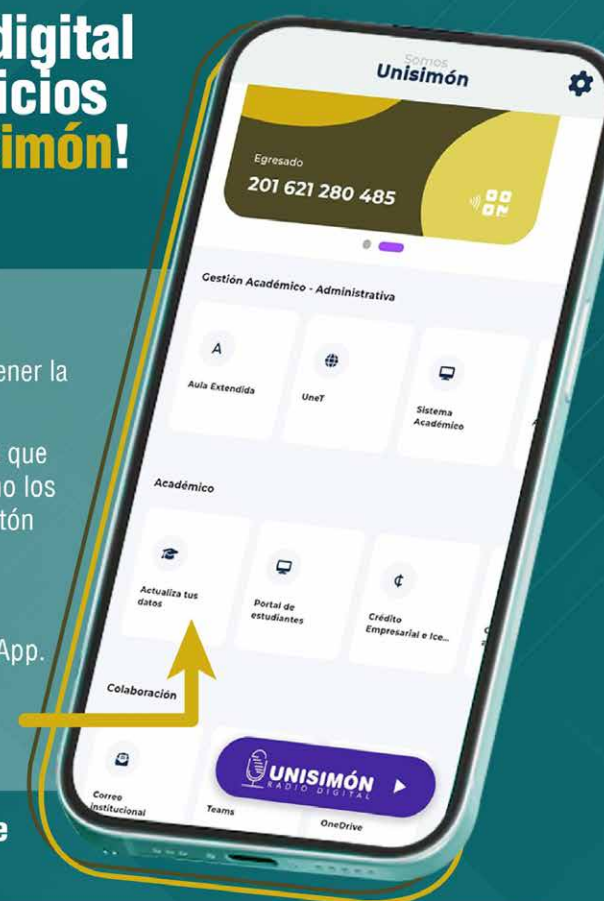 digital
icios
imón!
ener la
que
no los
tón
App.
e
Somos
Unisimón
Egresado
201 621 280 485
Gestión Académico - Administrativa
A
Aula Extendida
UneT
Sistema
Académico
Académico
Actualiza tus
datos
Portal de
estudiantes
¢
Crédito
Empresarial e Ice...
Colaboración
Correo
institucional
Teams
OneDrive
UNISIMÓN
RADIO DIGITAL